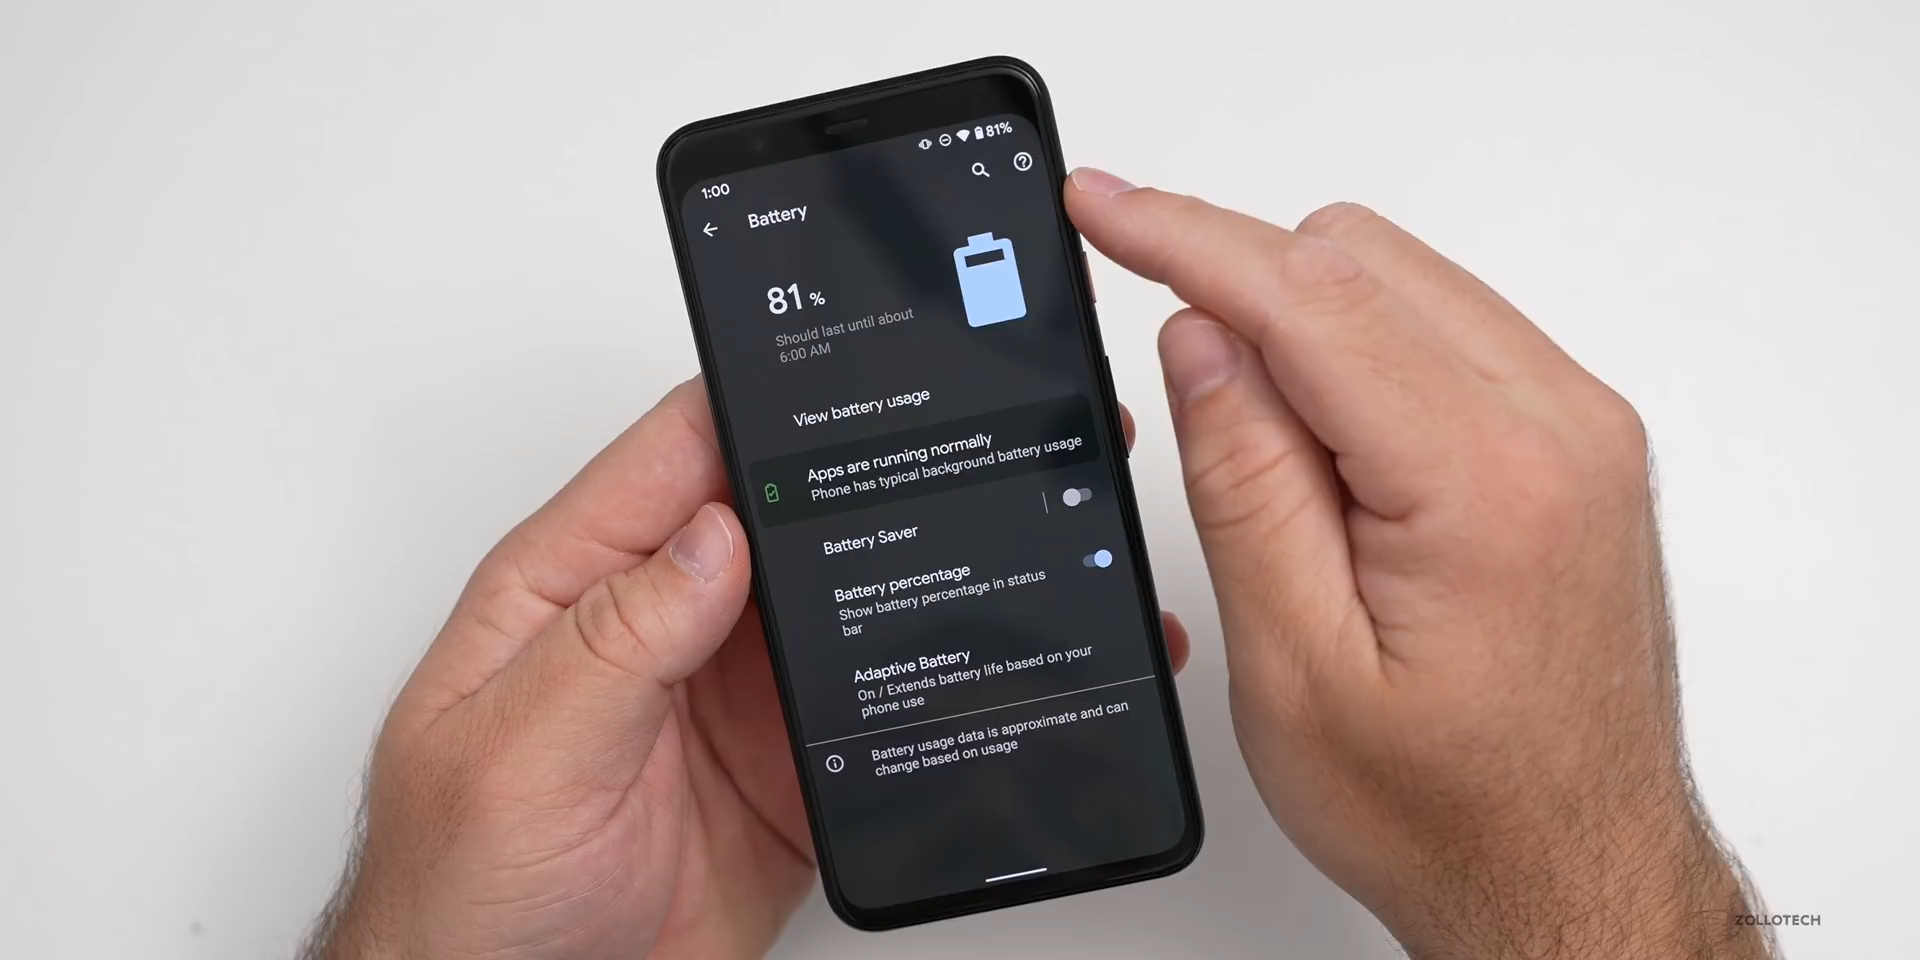 81%
1:00
Battery
81 %
Should last until about
6:00 AM
View battery usage
Apps are running normally
Phone has typical background battery usage
Battery Saver
Battery percentage
Show battery percentage in status
bar
Adaptive Battery
On / Extends battery life based on your
phone use
Battery usage data is approximate and can
change based on usage
ZOLLOTECH